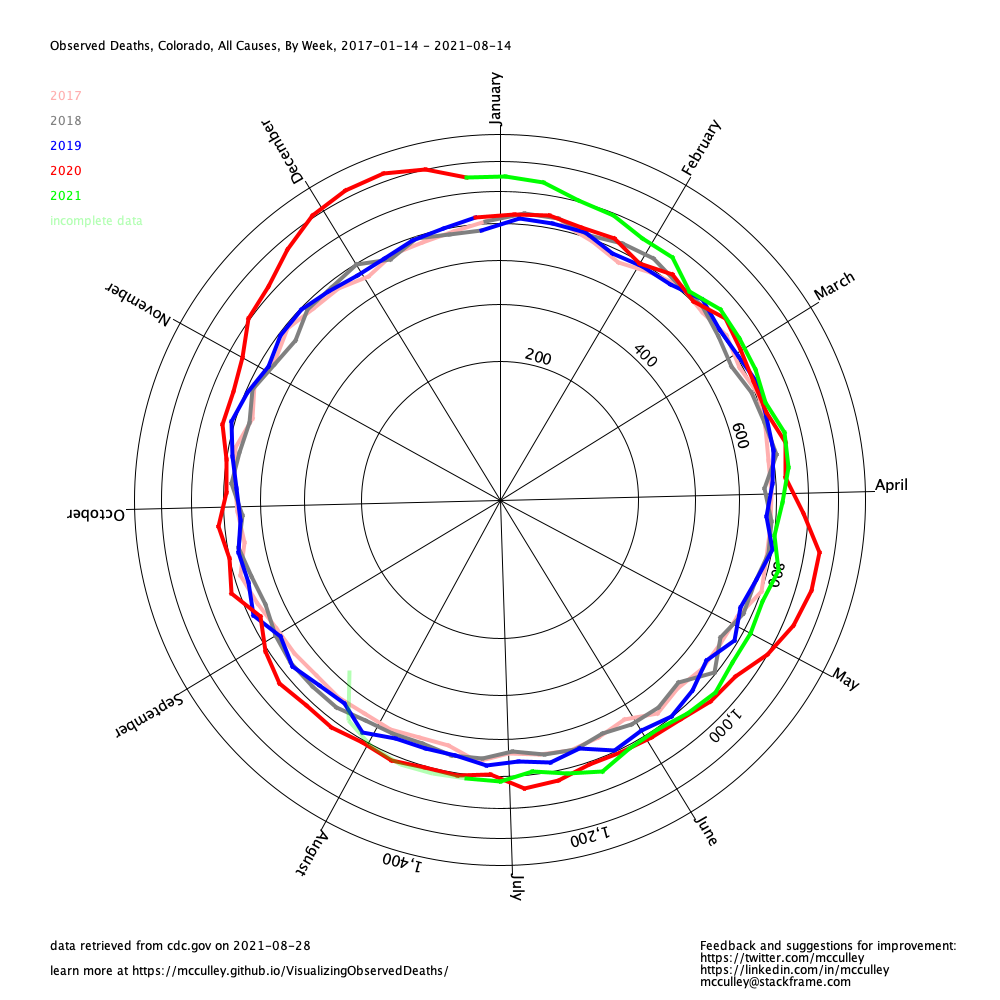 Observed Deaths, Colorado, All Causes, By Week, 2017-01-14 - 2021-08-14
2017
2018
2019
2020
2021
incomplete data
January
February
March
April
May
June
July
August
September
October
November
December
200
400
600
800
1,000
1,200
1,400
data retrieved from cdc.gov on 2021-08-28
learn more at https://mcculley.github.io/VisualizingObservedDeaths/
Feedback and suggestions for improvement:
https://twitter.com/mcculley
https://linkedin.com/in/mcculley
mcculley@stackframe.com